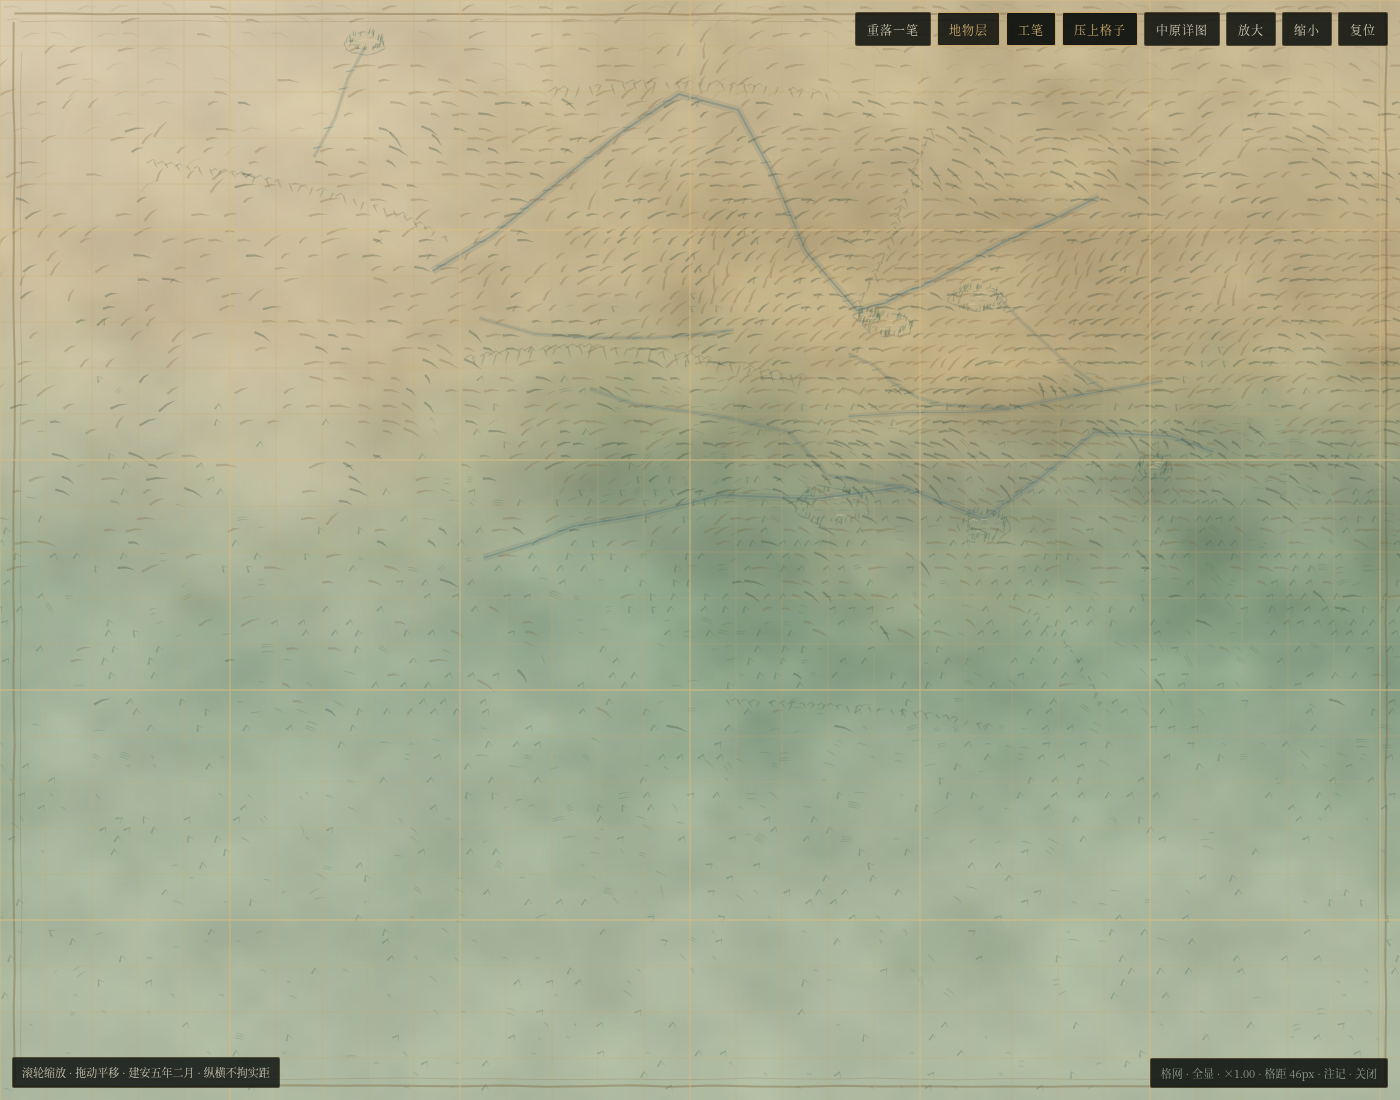 重落一笔 地物层 工笔 压上格子 中原详图 放大 缩小 复位
滚轮缩放 · 拖动平移 · 建安五年二月 · 纵横不拘实距
格网 · 全显 · ×1.00 · 格距 46px · 注记 · 关闭